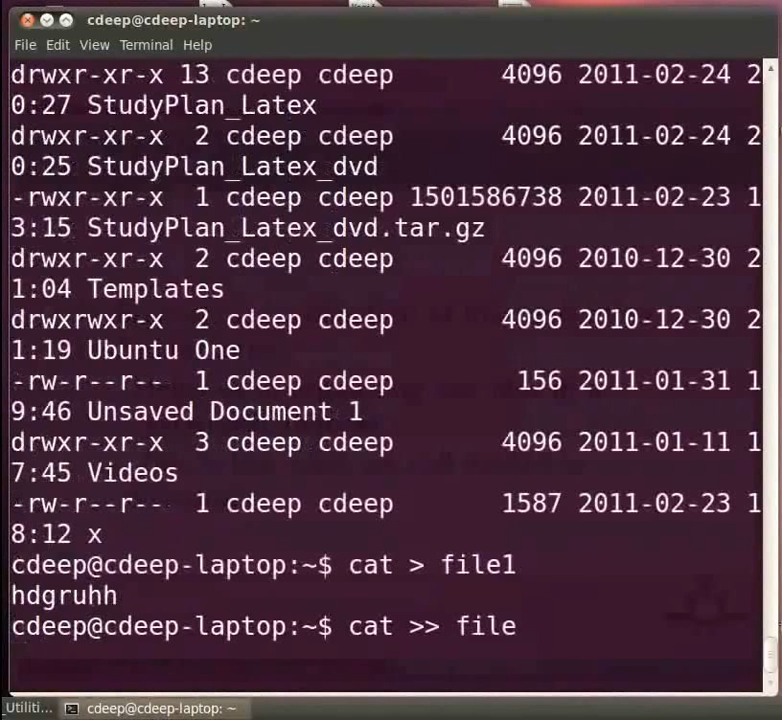 cdeep@cdeep-laptop: ~
File Edit View Terminal Help
drwxr-xr-x 13 cdeep cdeep 4096 2011-02-24 2
0:27 StudyPlan_Latex
drwxr-xr-x 2 cdeep cdeep 4096 2011-02-24 2
0:25 StudyPlan_Latex_dvd
-rwxr-xr-x 1 cdeep cdeep 1501586738 2011-02-23 1
3:15 StudyPlan_Latex_dvd.tar.gz
drwxr-xr-x 2 cdeep cdeep 4096 2010-12-30 2
1:04 Templates
drwxrwxr-x 2 cdeep cdeep 4096 2010-12-30 2
1:19 Ubuntu One
-rw-r--r-- 1 cdeep cdeep 156 2011-01-31 1
9:46 Unsaved Document 1
drwxr-xr-x 3 cdeep cdeep 4096 2011-01-11 1
7:45 Videos
-rw-r--r-- 1 cdeep cdeep 1587 2011-02-23 1
8:12 x
cdeep@cdeep-laptop:~$ cat > file1
hdgruhh
cdeep@cdeep-laptop:~$ cat >> file
Utiliti... cdeep@cdeep-laptop: ~